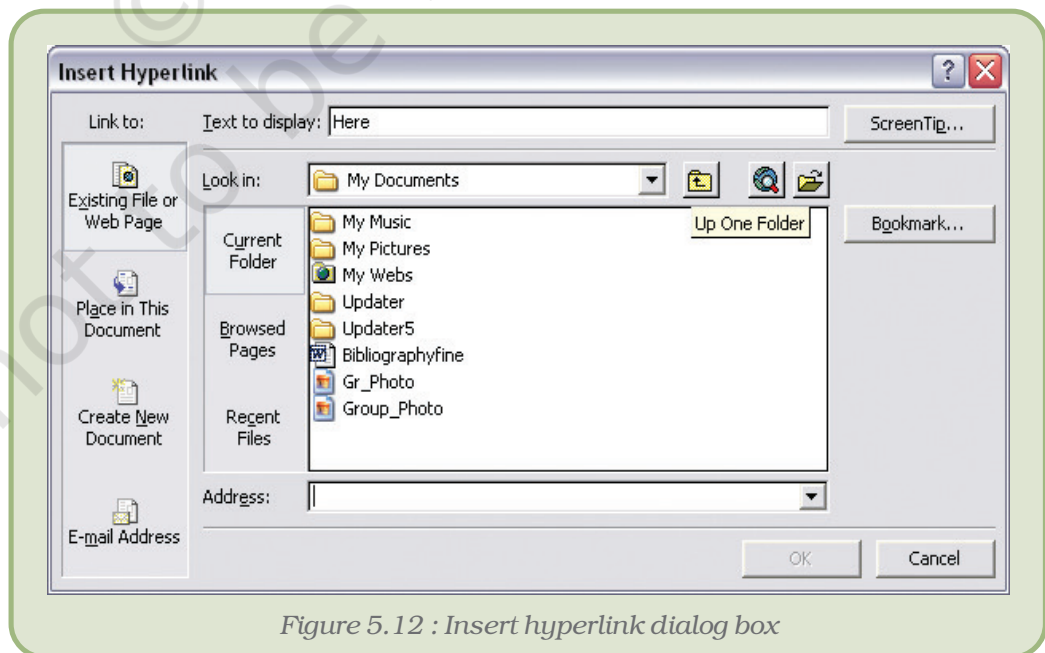 Insert Hyperlink
Link to:
Text to display: Here
ScreenTip...
Existing File or
Web Page
Look in: My Documents
Up One Folder
Bookmark...
Current
Folder
My Music
My Pictures
My Webs
Updater
Updater5
Bibliographyfine
Gr_Photo
Group_Photo
Place in This
Document
Browsed
Pages
Create New
Document
Recent
Files
Address:
E-mail Address
OK
Cancel
Figure 5.12 : Insert hyperlink dialog box
not to be